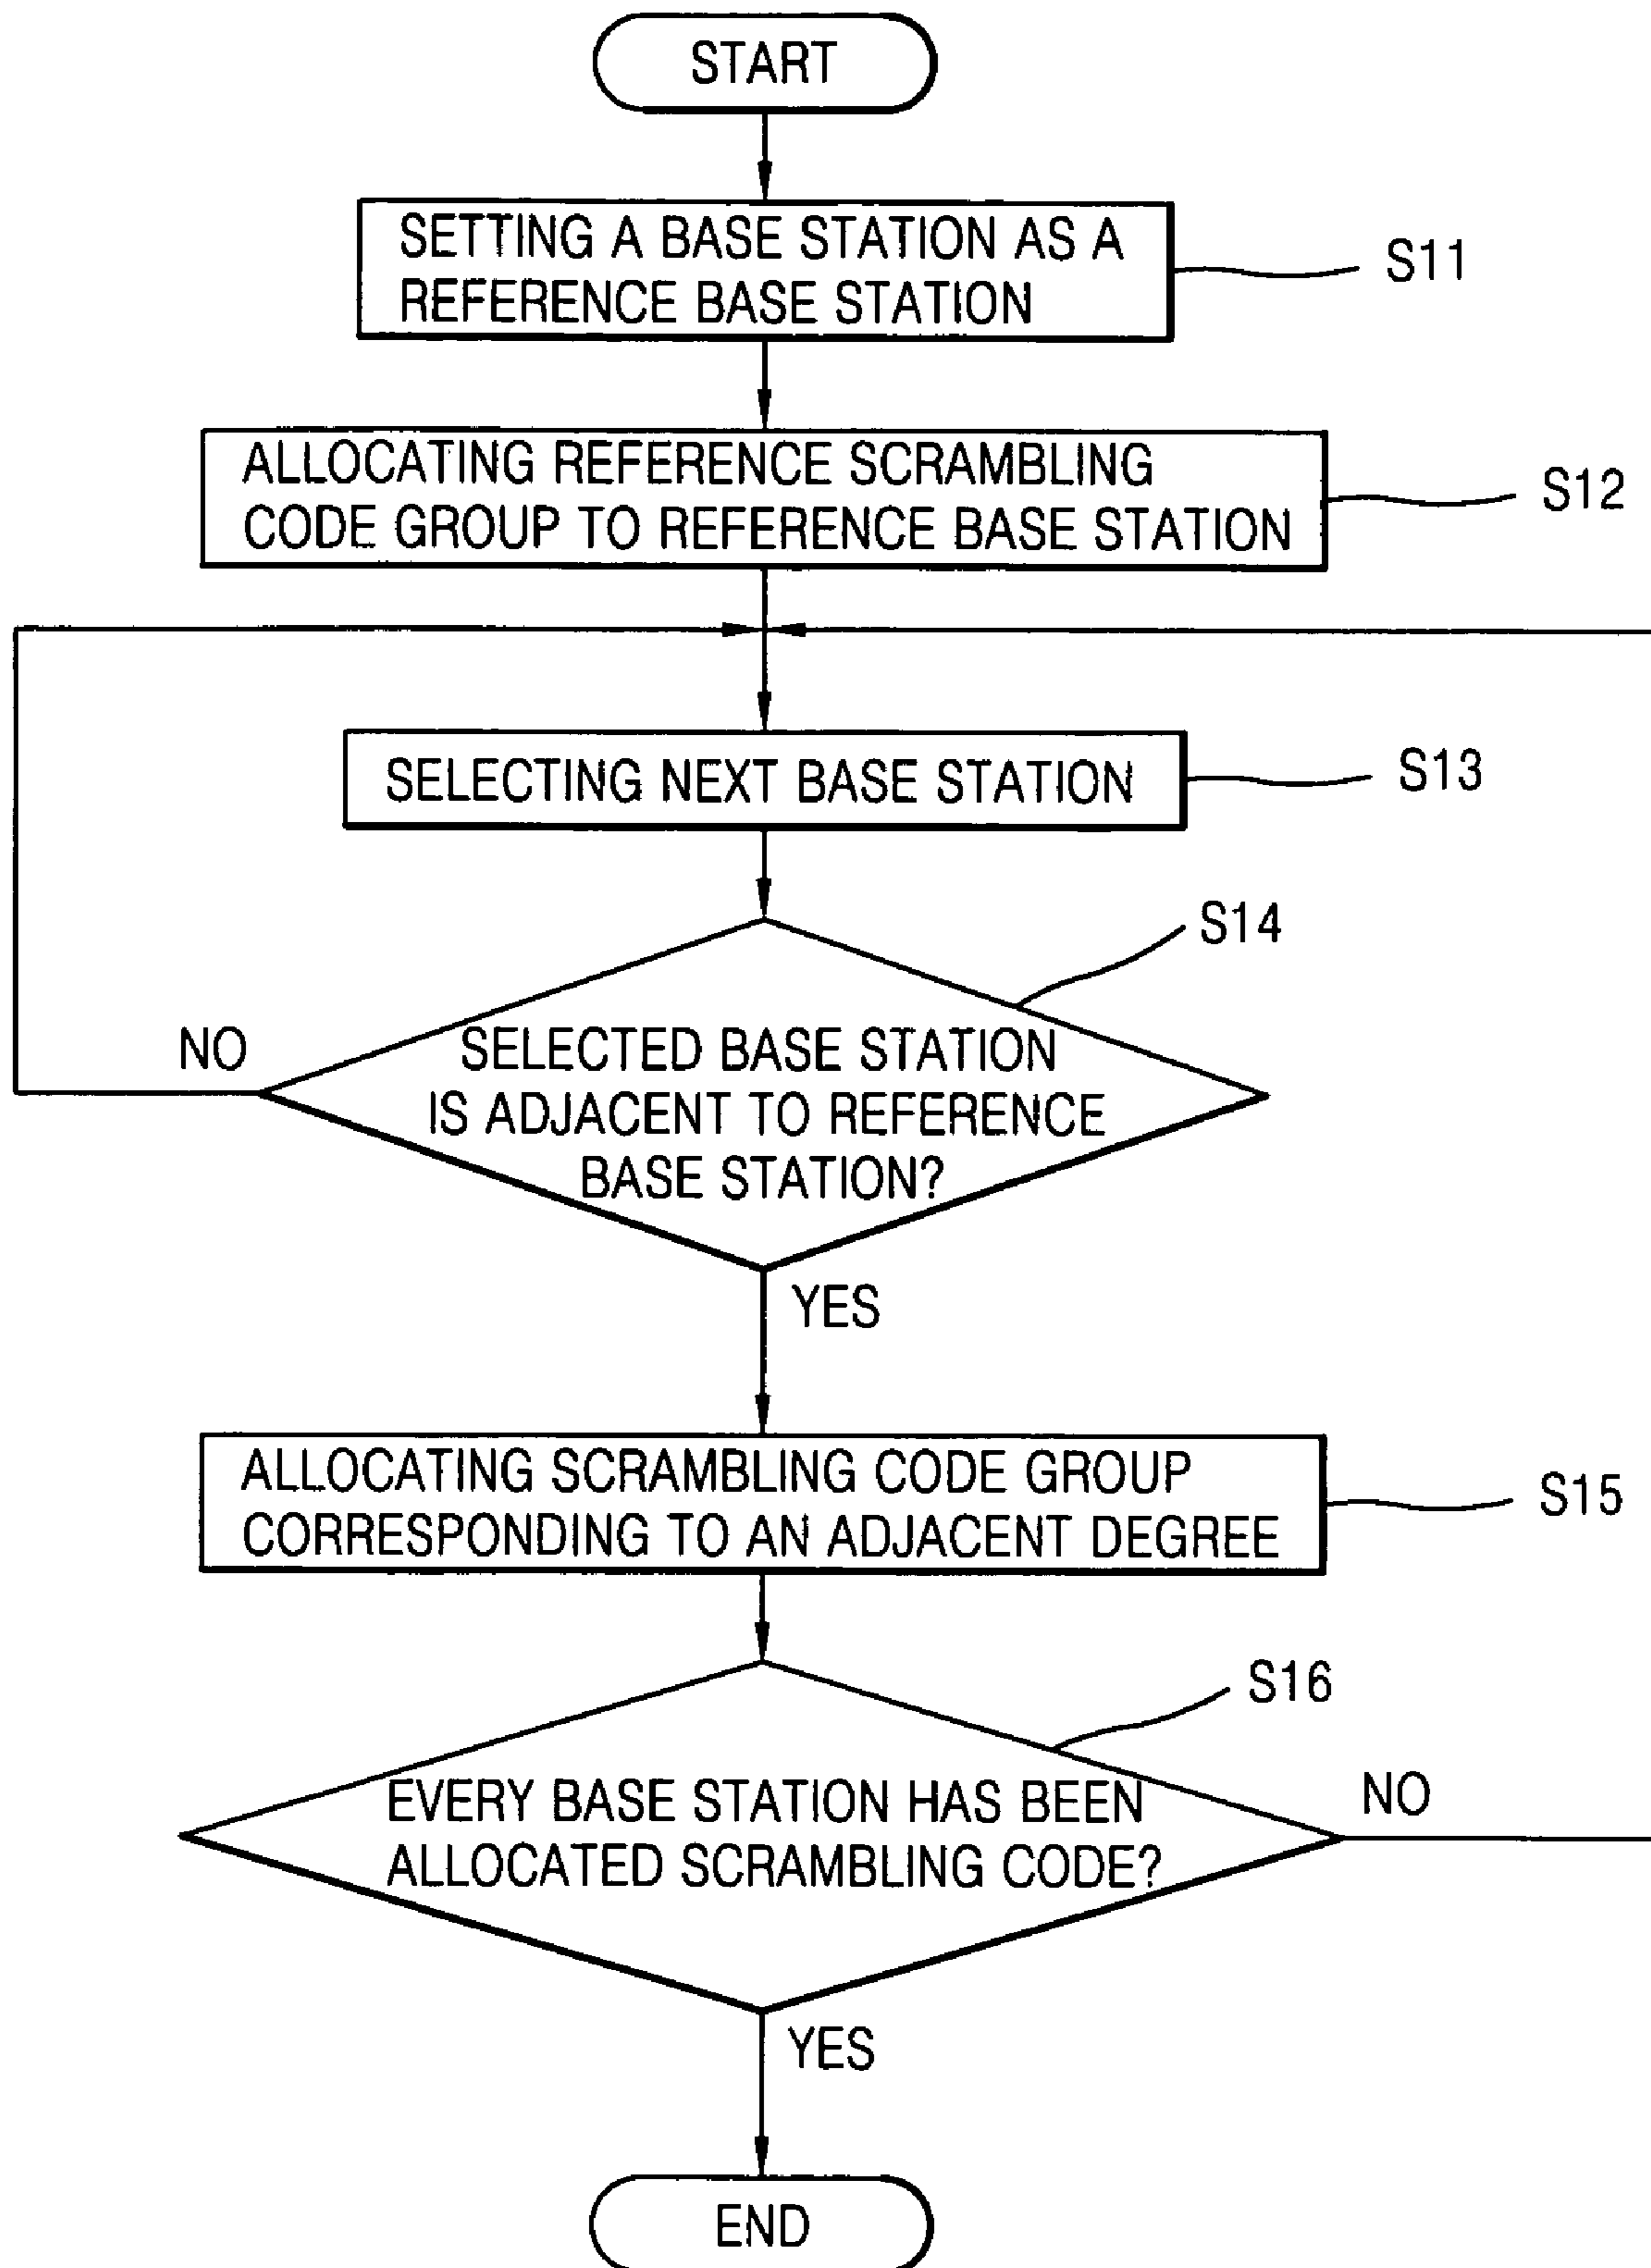 START
SETTING A BASE STATION AS A
REFERENCE BASE STATION
S11
ALLOCATING REFERENCE SCRAMBLING
CODE GROUP TO REFERENCE BASE STATION
S12
SELECTING NEXT BASE STATION
S13
S14
NO
SELECTED BASE STATION
IS ADJACENT TO REFERENCE
BASE STATION?
YES
ALLOCATING SCRAMBLING CODE GROUP
CORRESPONDING TO AN ADJACENT DEGREE
S15
S16
EVERY BASE STATION HAS BEEN
ALLOCATED SCRAMBLING CODE?
NO
YES
END